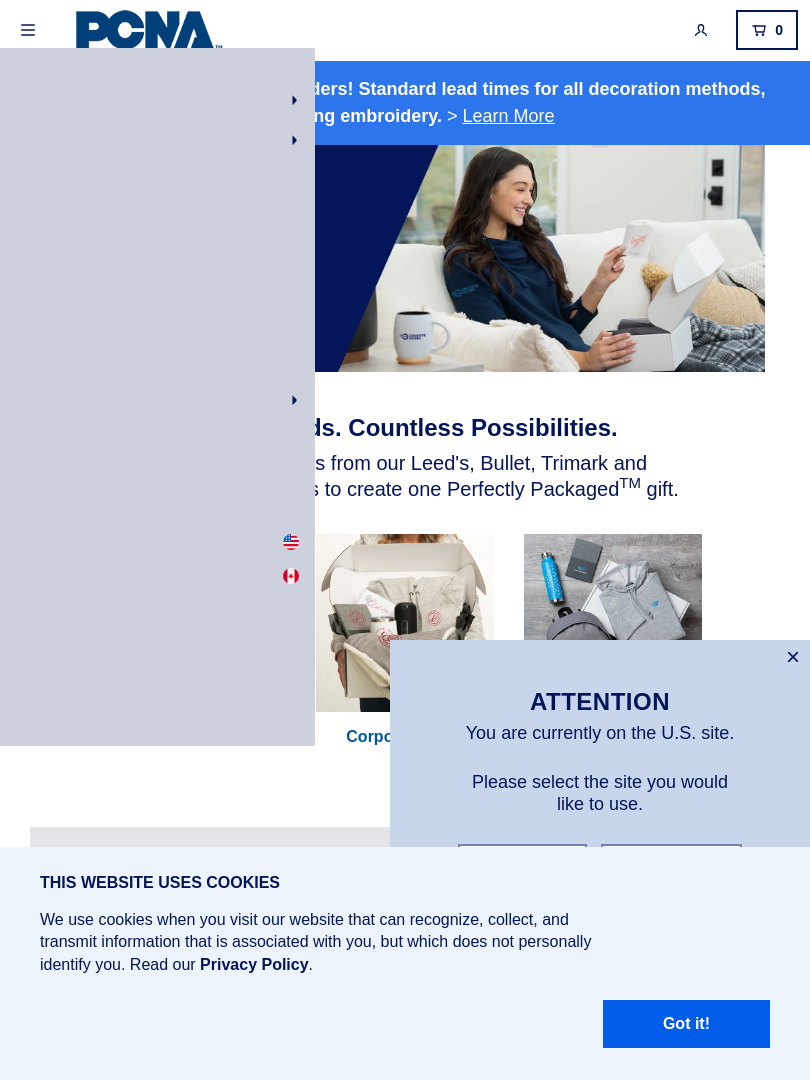 PCNA™
0
ders! Standard lead times for all decoration methods,
ng embroidery. > Learn More
ds. Countless Possibilities.
s from our Leed's, Bullet, Trimark and
s to create one Perfectly Packaged™ gift.
Corpo
×
ATTENTION
You are currently on the U.S. site.
Please select the site you would
like to use.
THIS WEBSITE USES COOKIES
We use cookies when you visit our website that can recognize, collect, and
transmit information that is associated with you, but which does not personally
identify you. Read our Privacy Policy.
Got it!